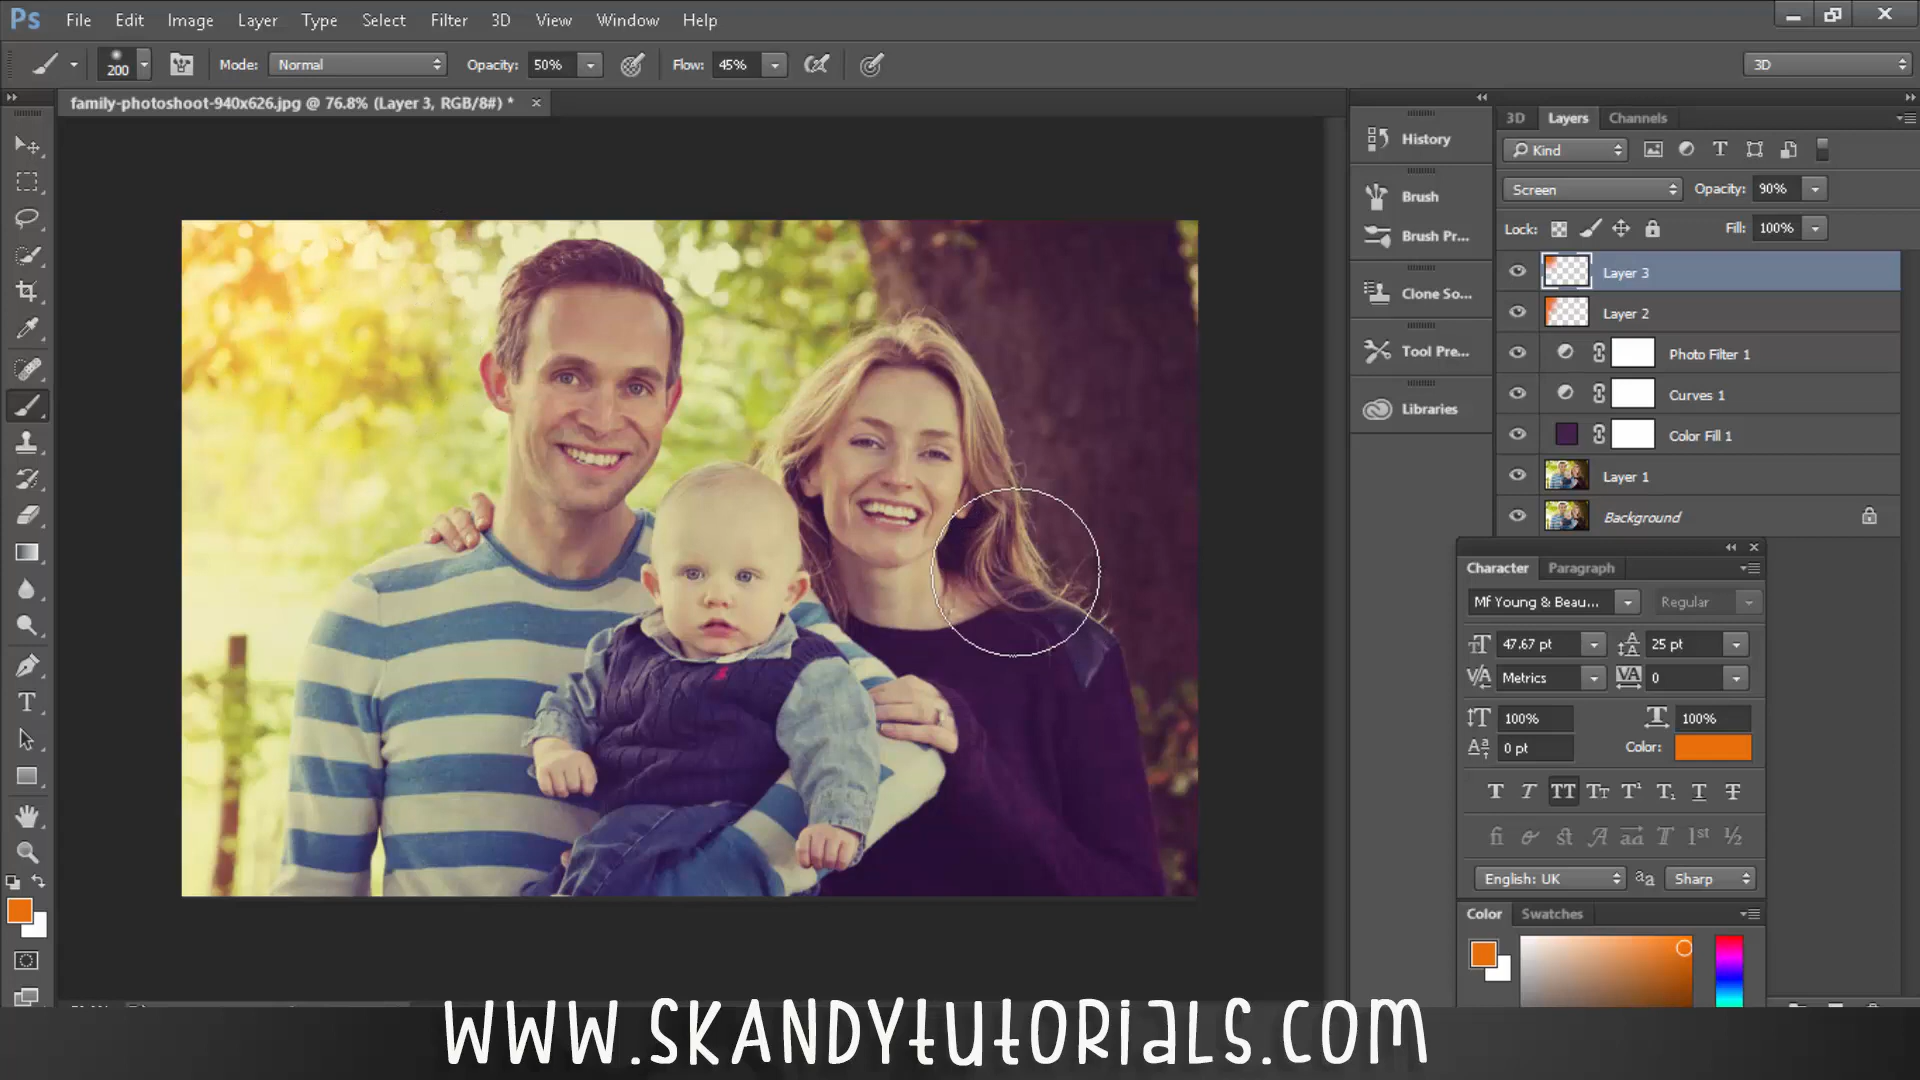 Ps File Edit Image Layer Type Select Filter 3D View Window Help
200 Mode: Normal Opacity: 50% Flow: 45% 3D
family-photoshoot-940x626.jpg @ 76.8% (Layer 3, RGB/8#) *
History
Brush
Brush Pr...
Clone So...
Tool Pre...
Libraries
3D Layers Channels
Kind
Screen Opacity: 90%
Lock: Fill: 100%
Layer 3
Layer 2
Photo Filter 1
Curves 1
Color Fill 1
Layer 1
Background
Character Paragraph
Mf Young & Beau... Regular
47.67 pt 25 pt
Metrics 0
100% 100%
0 pt Color:
English: UK aa Sharp
Color Swatches
www.SKANDYtutorials.com